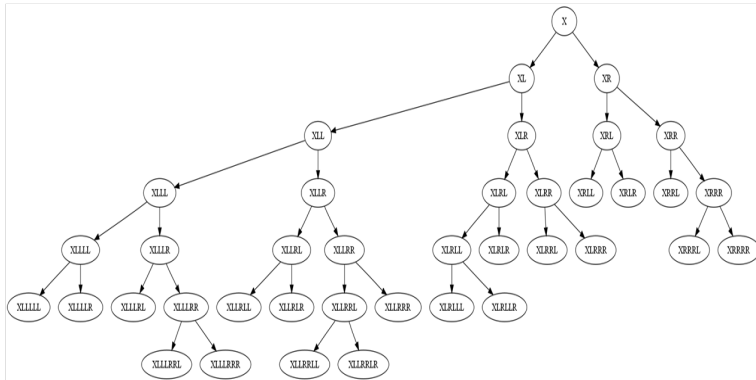 X
XL XR
XLL XLR XRL XRR
XLLL XLLR XLRL XLRR XRLL XRLR XRRL XRRR
XLLLL XLLLR XLLRL XLLRR XLRLL XLRLR XLRRL XLRRR XRRRL XRRRR
XLLLLL XLLLLR XLLLRL XLLLRR XLLRLL XLLRLR XLLRRL XLLRRR XLRLLL XLRLLR
XLLLRRL XLLLRRR XLLRRLL XLLRRLR